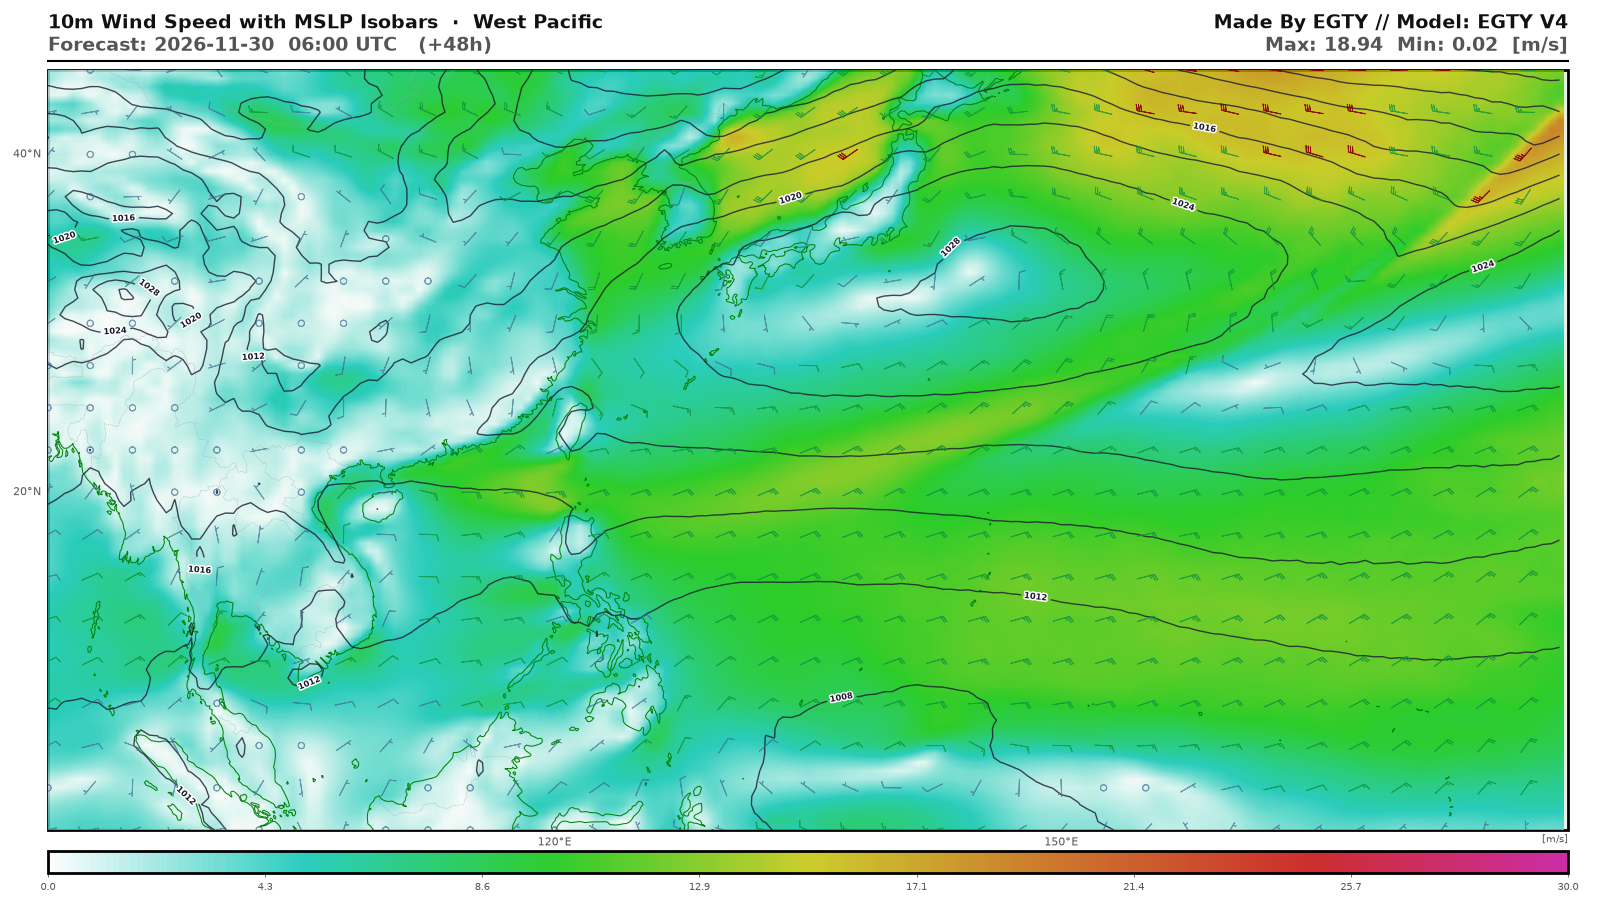 10m Wind Speed with MSLP Isobars · West Pacific
Made By EGTY // Model: EGTY V4
Forecast: 2026-11-30 06:00 UTC (+48h)
Max: 18.94 Min: 0.02 [m/s]
1016
40°N
1020
1016
1024
1020
1028
1024
1028
1020
1024
1012
20°N
1016
1012
1012
1008
1012
120°E
150°E
[m/s]
0.0
4.3
8.6
12.9
17.1
21.4
25.7
30.0